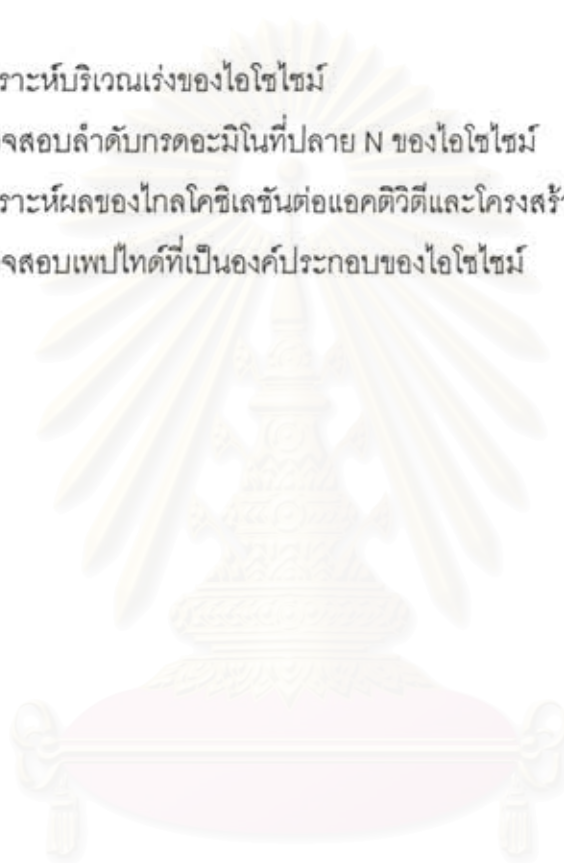 ราะห์บริเวณเร่งของไอโซไซม์
จสอบลำดับกรดอะมิโนที่ปลาย N ของไอโซไซม์
ราะห์ผลของไกลโคซิเลชันต่อแอคติวิตีและโครงสร้
จสอบเพปไทด์ที่เป็นองค์ประกอบของไอโซไซม์